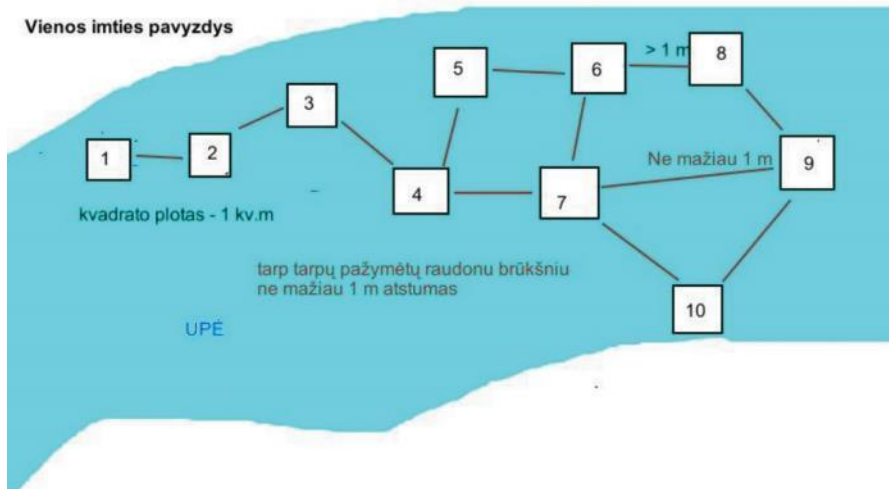 Vienos imties pavyzdys
> 1 m
8
5
6
3
1
2
Ne mažiau 1 m
9
4
7
kvadrato plotas - 1 kv.m
tarp tarpų pažymėtų raudonu brūkšniu
ne mažiau 1 m atstumas
10
UPĖ